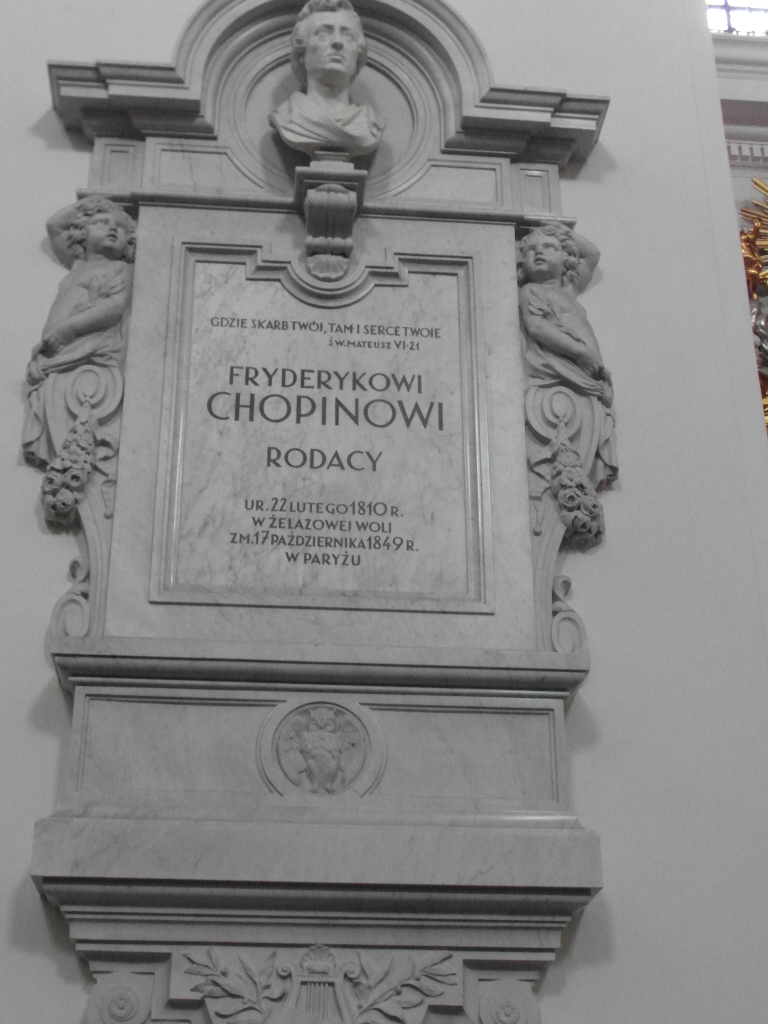 GDZIE SKARB TWÓJ, TAM I SERCE TWOIE
ŚW. MATEUSZ VI·21
FRYDERYKOWI
CHOPINOWI
RODACY
UR. 22 LUTEGO 1810 R.
W ŻELAZOWEJ WOLI
ZM. 17 PAŹDZIERNIKA 1849 R.
W PARYŻU